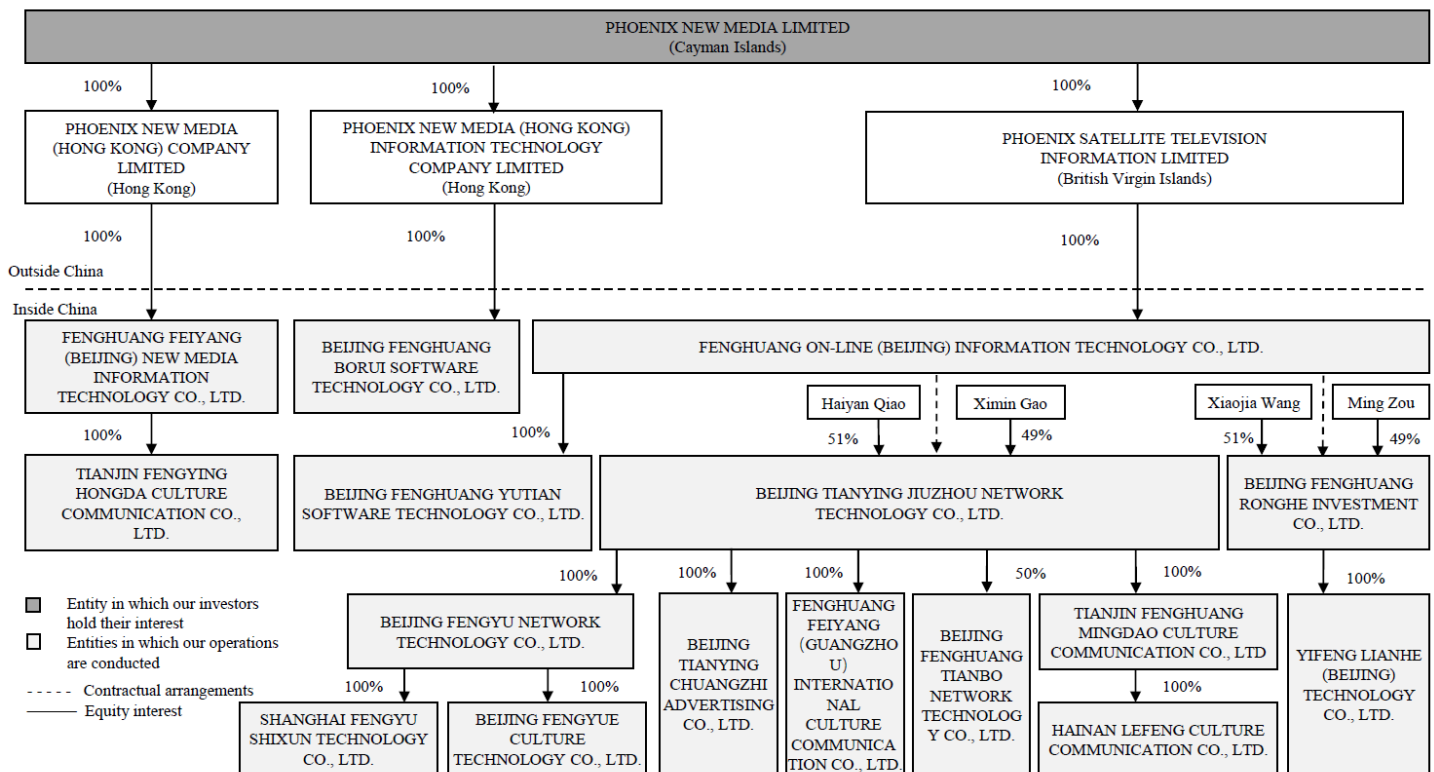 PHOENIX NEW MEDIA LIMITED
(Cayman Islands)
100%
100%
100%
PHOENIX NEW MEDIA
(HONG KONG) COMPANY
LIMITED
(Hong Kong)
PHOENIX NEW MEDIA (HONG KONG)
INFORMATION TECHNOLOGY
COMPANY LIMITED
(Hong Kong)
PHOENIX SATELLITE TELEVISION
INFORMATION LIMITED
(British Virgin Islands)
100%
100%
100%
Outside China
Inside China
FENGHUANG FEIYANG
(BEIJING) NEW MEDIA
INFORMATION
TECHNOLOGY CO., LTD.
BEIJING FENGHUANG
BORUI SOFTWARE
TECHNOLOGY CO., LTD.
FENGHUANG ON-LINE (BEIJING) INFORMATION TECHNOLOGY CO., LTD.
Haiyan Qiao
Ximin Gao
Xiaojia Wang
Ming Zou
100%
100%
51%
49%
51%
49%
TIANJIN FENGYING
HONGDA CULTURE
COMMUNICATION CO.,
LTD.
BEIJING FENGHUANG YUTIAN
SOFTWARE TECHNOLOGY CO., LTD.
BEIJING TIANYING JIUZHOU NETWORK
TECHNOLOGY CO., LTD.
BEIJING FENGHUANG
RONGHE INVESTMENT
CO., LTD.
100%
100%
100%
50%
100%
100%
BEIJING FENGYU NETWORK
TECHNOLOGY CO., LTD.
BEIJING
TIANYING
CHUANGZHI
ADVERTISING
CO., LTD.
FENGHUANG
FEIYANG
(GUANGZHO
U)
INTERNATIO
NAL
CULTURE
COMMUNICA
TION CO., LTD.
BEIJING
FENGHUANG
TIANBO
NETWORK
TECHNOLOG
Y CO., LTD.
TIANJIN FENGHUANG
MINGDAO CULTURE
COMMUNICATION CO., LTD
YIFENG LIANHE
(BEIJING)
TECHNOLOGY
CO., LTD.
100%
100%
100%
SHANGHAI FENGYU
SHIXUN TECHNOLOGY
CO., LTD.
BEIJING FENGYUE
CULTURE
TECHNOLOGY CO., LTD.
HAINAN LEFENG CULTURE
COMMUNICATION CO., LTD.
Entity in which our investors
hold their interest
Entities in which our operations
are conducted
Contractual arrangements
Equity interest